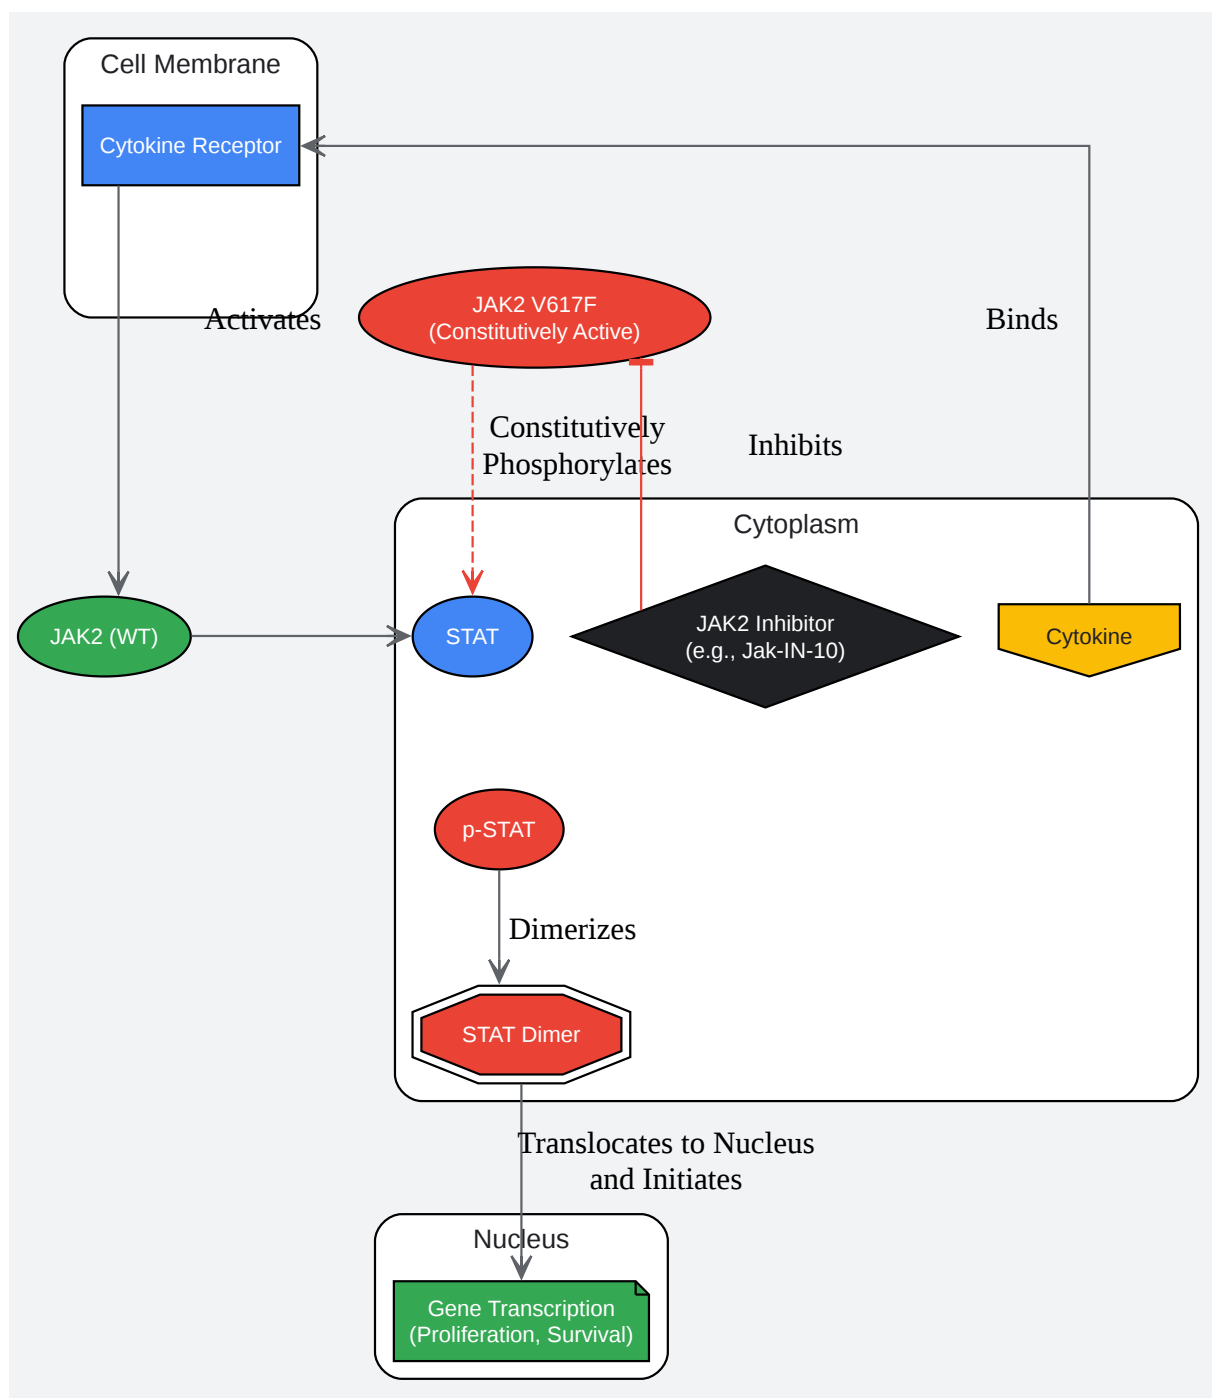 Cell Membrane
Cytokine Receptor
Activates
JAK2 V617F
(Constitutively Active)
Binds
Constitutively
Phosphorylates
Inhibits
Cytoplasm
JAK2 (WT)
STAT
JAK2 Inhibitor
(e.g., Jak-IN-10)
Cytokine
p-STAT
Dimerizes
STAT Dimer
Translocates to Nucleus
and Initiates
Nucleus
Gene Transcription
(Proliferation, Survival)